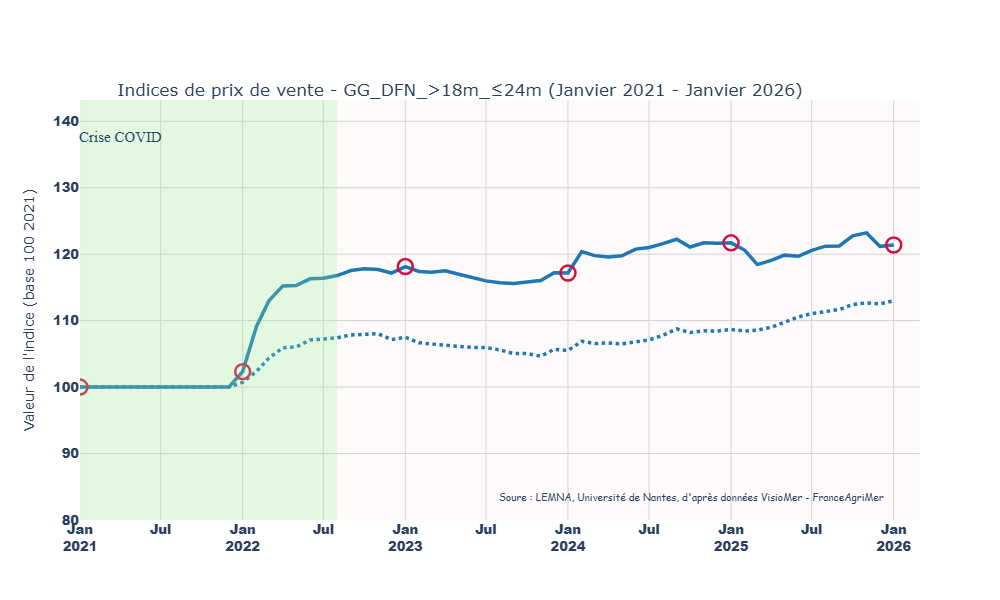 Indices de prix de vente - GG_DFN_>18m_≤24m (Janvier 2021 - Janvier 2026)
Valeur de l'indice (base 100 2021)
140
Crise COVID
130
120
110
100
90
80
Soure : LEMNA, Université de Nantes, d'après données VisioMer - FranceAgriMer
Jan Jul Jan Jul Jan Jul Jan Jul Jan Jul Jan
2021 2022 2023 2024 2025 2026